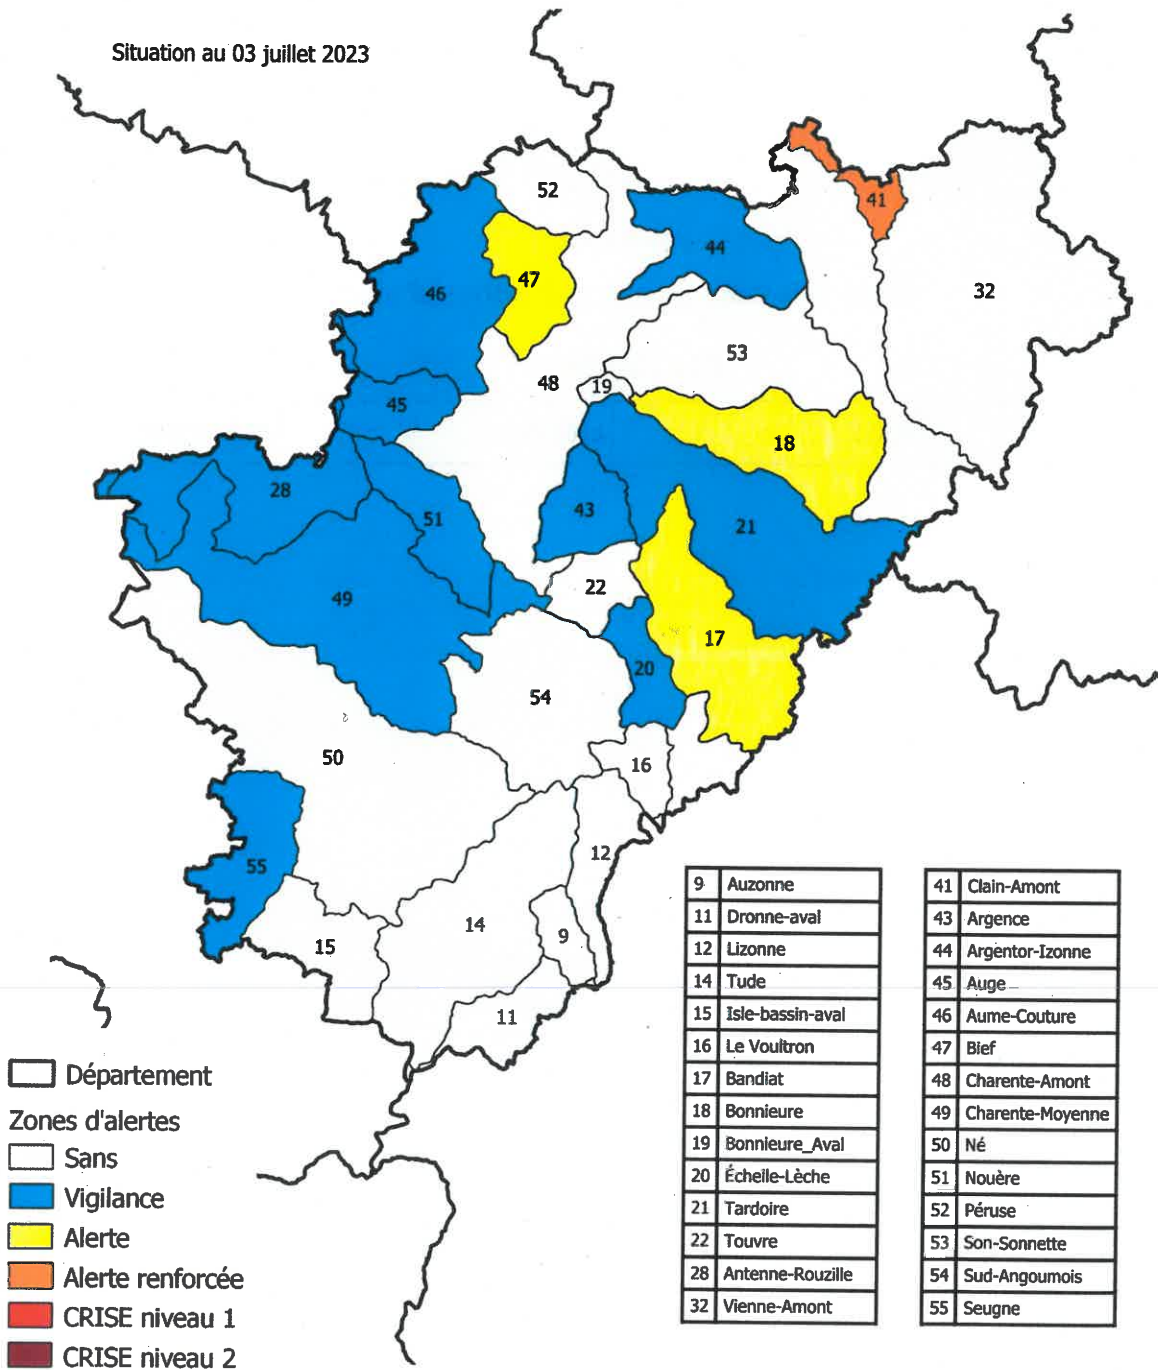 Situation au 03 juillet 2023
52
41
47
44
46
32
53
48
19
45
18
28
51
43
21
49
22
17
20
54
50
16
12
55
14
15
9
11
9 Auzonne
11 Dronne-aval
12 Lizonne
14 Tude
15 Isle-bassin-aval
16 Le Voultron
17 Bandiat
18 Bonnieure
19 Bonnieure_Aval
20 Échelle-Lèche
21 Tardoire
22 Touvre
28 Antenne-Rouzille
32 Vienne-Amont
41 Clain-Amont
43 Argence
44 Argentor-Izonne
45 Auge
46 Aume-Couture
47 Bief
48 Charente-Amont
49 Charente-Moyenne
50 Né
51 Nouère
52 Péruse
53 Son-Sonnette
54 Sud-Angoumois
55 Seugne
Département
Zones d'alertes
Sans
Vigilance
Alerte
Alerte renforcée
CRISE niveau 1
CRISE niveau 2